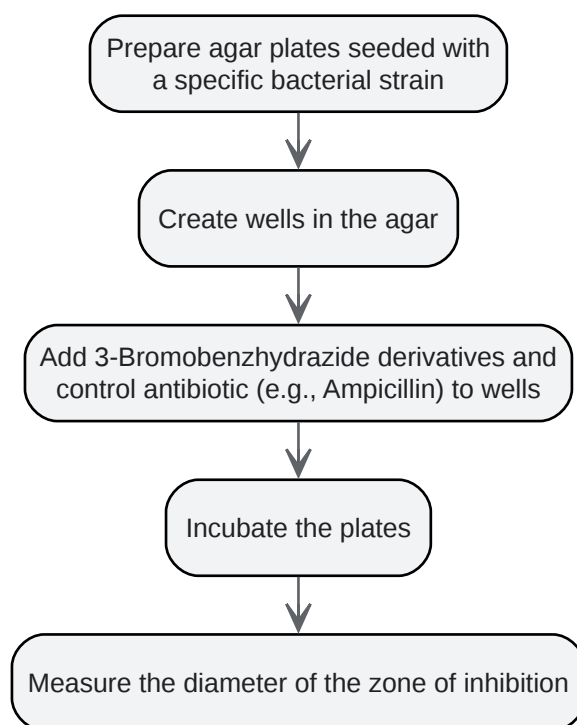 Prepare agar plates seeded with
a specific bacterial strain
Create wells in the agar
Add 3-Bromobenzhydrazide derivatives and
control antibiotic (e.g., Ampicillin) to wells
Incubate the plates
Measure the diameter of the zone of inhibition